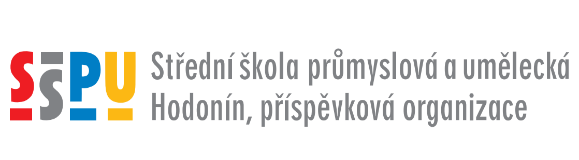 SŠPU
Střední škola průmyslová a umělecká
Hodonín, příspěvková organizace